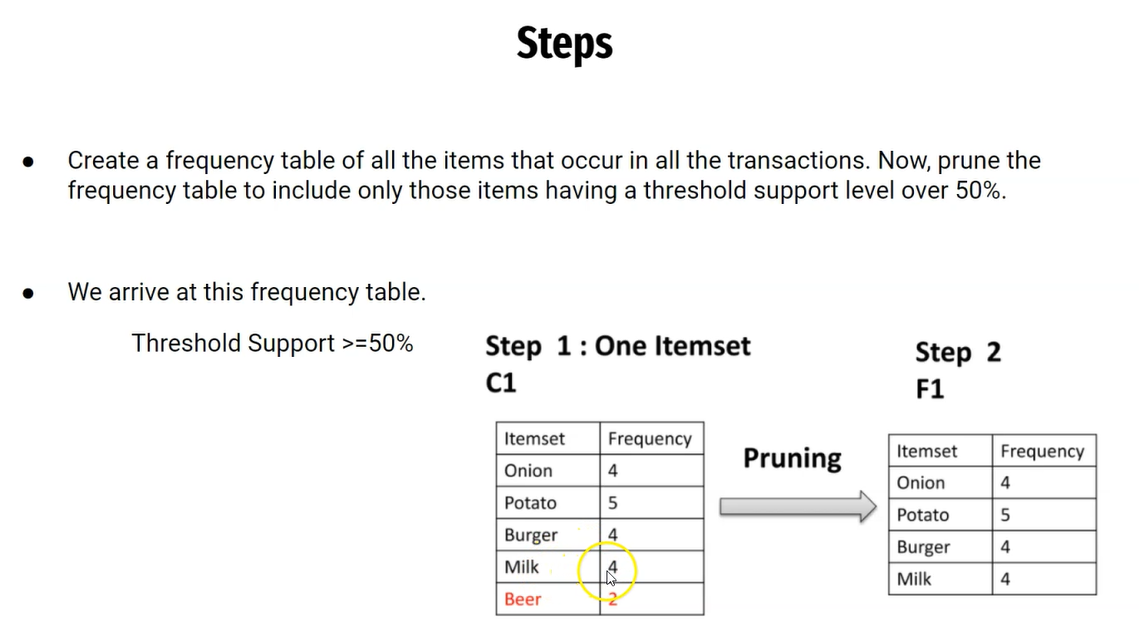 Steps
● Create a frequency table of all the items that occur in all the transactions. Now, prune the
frequency table to include only those items having a threshold support level over 50%.
● We arrive at this frequency table.
Threshold Support >=50%
Step 1 : One Itemset
C1
Itemset Frequency
Onion 4
Potato 5
Burger 4
Milk 4
Beer 2
Pruning
Step 2
F1
Itemset Frequency
Onion 4
Potato 5
Burger 4
Milk 4